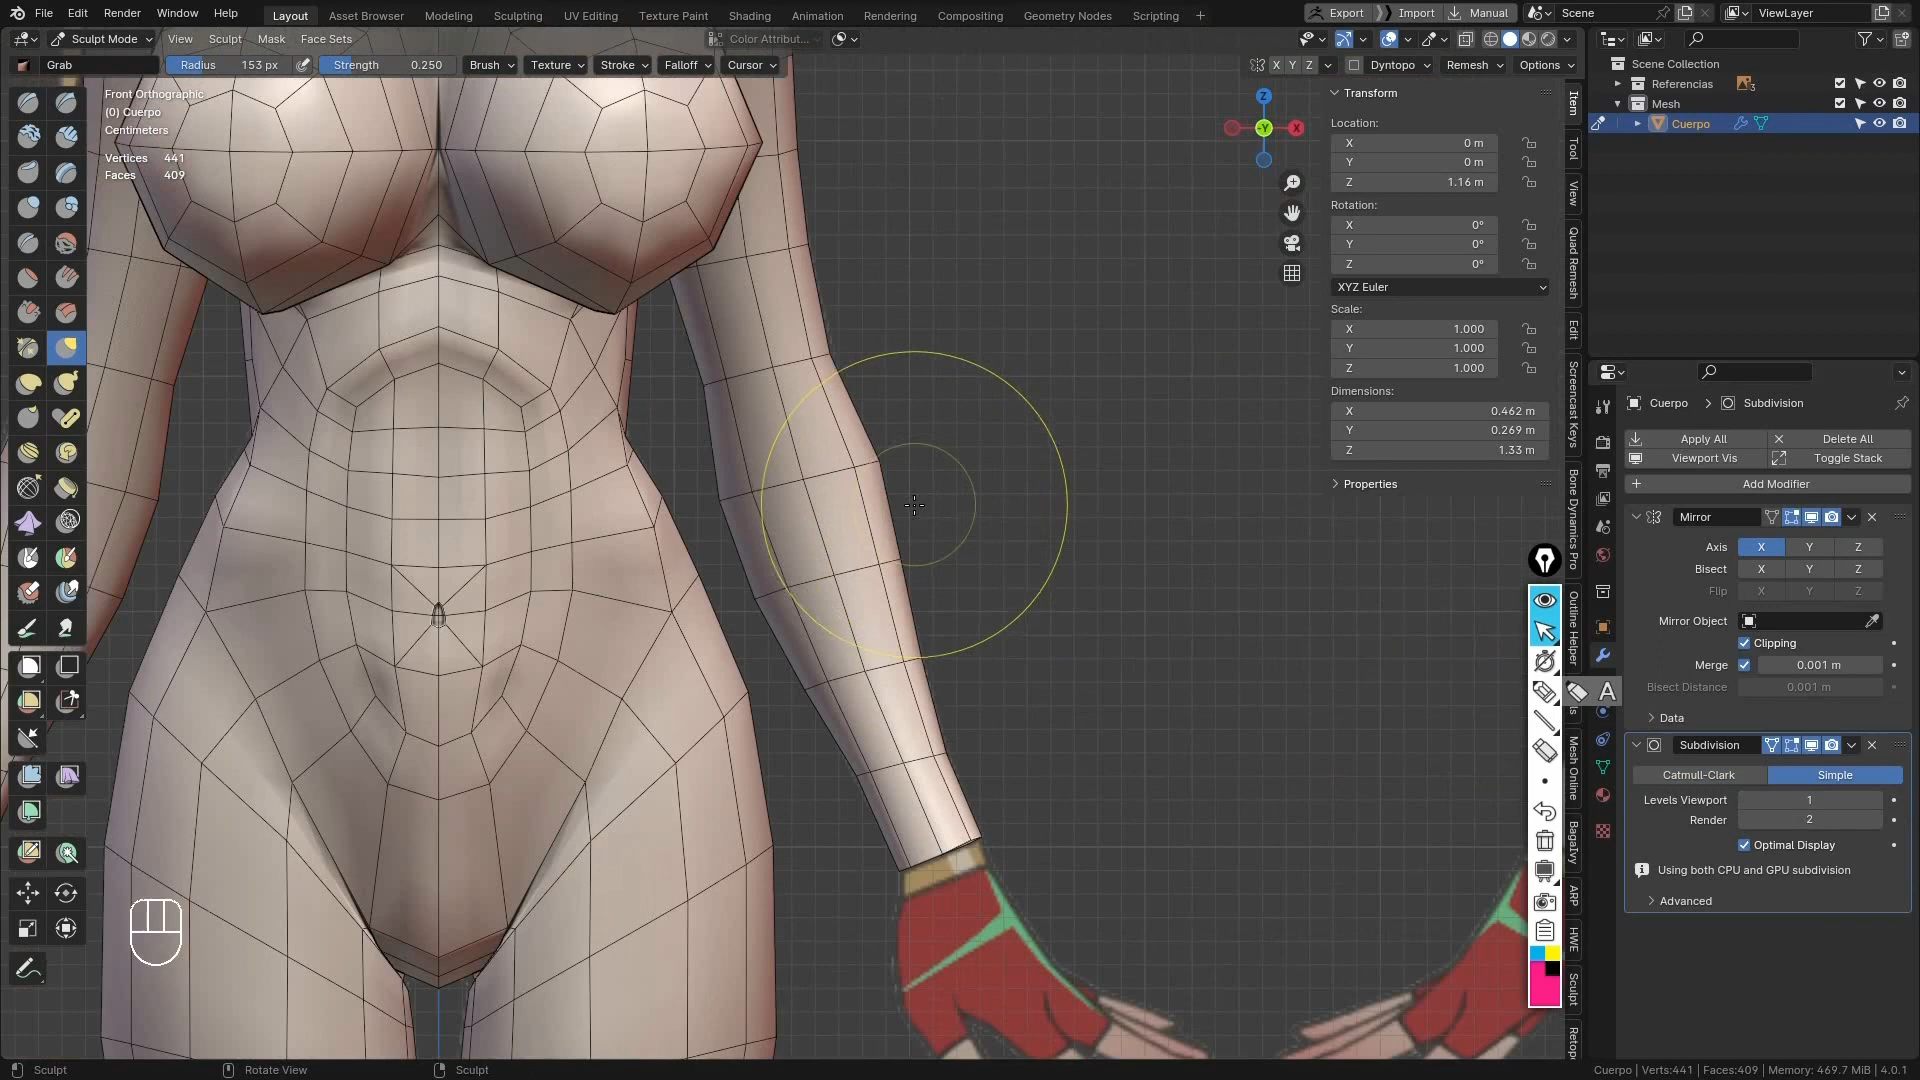 File Edit Render Window Help Layout Asset Browser Modeling Sculpting UV Editing Texture Paint Shading Animation Rendering Compositing Geometry Nodes Scripting + Export Import Manual Scene ViewLayer
Sculpt Mode View Sculpt Mask Face Sets Color Attribut...
Grab Radius 153 px Strength 0.250 Brush Texture Stroke Falloff Cursor X Y Z Dyntopo Remesh Options
Front Orthographic
(0) Cuerpo
Centimeters
Vertices 441
Faces 409
Z
Y
X
Transform
Location:
X 0 m
Y 0 m
Z 1.16 m
Rotation:
X 0°
Y 0°
Z 0°
XYZ Euler
Scale:
X 1.000
Y 1.000
Z 1.000
Dimensions:
X 0.462 m
Y 0.269 m
Z 1.33 m
Properties
Item
Tool
View
Quad Remesh
Edit
Screencast Keys
Bone Dynamics Pro
Outline Helper
Mesh Online
Bagaivy
ARP
HWE
Sculpt
Retop
A
Scene Collection
Referencias 3
Mesh
Cuerpo
Cuerpo > Subdivision
Apply All Delete All
Viewport Vis Toggle Stack
Add Modifier
Mirror
Axis X Y Z
Bisect X Y Z
Flip X Y Z
Mirror Object
Clipping
Merge 0.001 m
Bisect Distance 0.001 m
Data
Subdivision
Catmull-Clark Simple
Levels Viewport 1
Render 2
Optimal Display
Using both CPU and GPU subdivision
Advanced
Sculpt Rotate View Sculpt Cuerpo | Verts:441 | Faces:409 | Memory: 469.7 MiB | 4.0.1